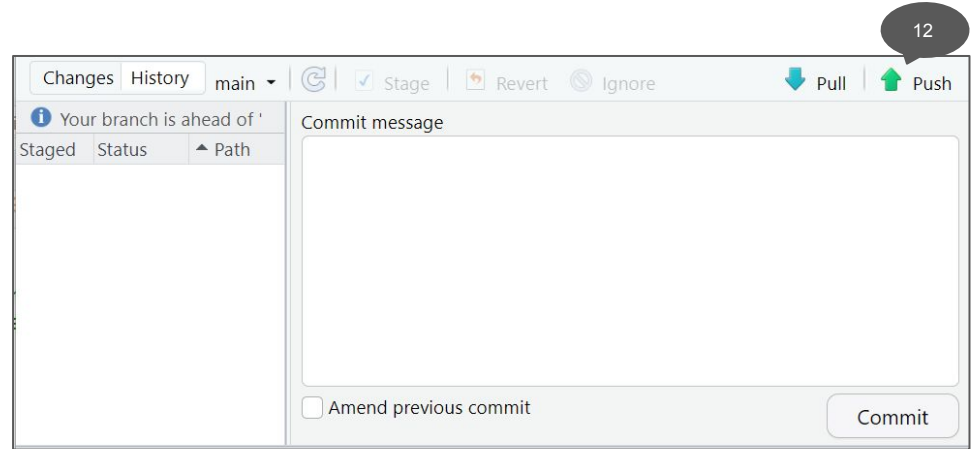 12
Changes History main Stage Revert Ignore Pull Push
Your branch is ahead of '
Commit message
Staged Status Path
Amend previous commit
Commit